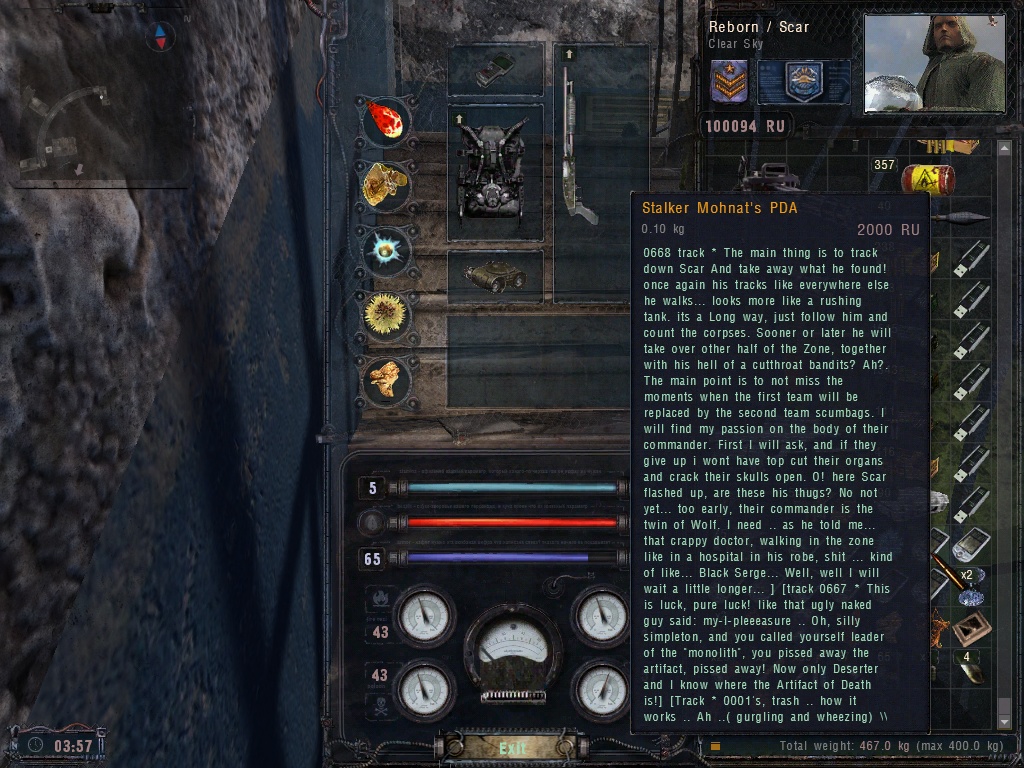 N
Reborn / Scar
Clear Sky
100094 RU
357
Stalker Mohnat's PDA
0.10 kg
2000 RU
0668 track * The main thing is to track
down Scar And take away what he found!
once again his tracks like everywhere else
he walks... looks more like a rushing
tank. its a Long way, just follow him and
count the corpses. Sooner or later he will
take over other half of the Zone, together
with his hell of a cutthroat bandits? Ah?.
The main point is to not miss the
moments when the first team will be
replaced by the second team scumbags. I
will find my passion on the body of their
commander. First I will ask, and if they
give up i wont have top cut their organs
and crack their skulls open. O! here Scar
flashed up, are these his thugs? No not
yet... too early, their commander is the
twin of Wolf. I need .. as he told me...
that crappy doctor, walking in the zone
like in a hospital in his robe, shit ... kind
of like... Black Serge... Well, well I will
wait a little longer... ] [track 0667 * This
is luck, pure luck! like that ugly naked
guy said: my-l-pleeeasure .. Oh, silly
simpleton, and you called yourself leader
of the "monolith", you pissed away the
artifact, pissed away! Now only Deserter
and I know where the Artifact of Death
is!] [Track * 0001's, trash .. how it
works .. Ah ..( gurgling and wheezing) \\
x2
4
5
65
43
43
03:57
Exit
Total weight: 467.0 kg (max 400.0 kg)